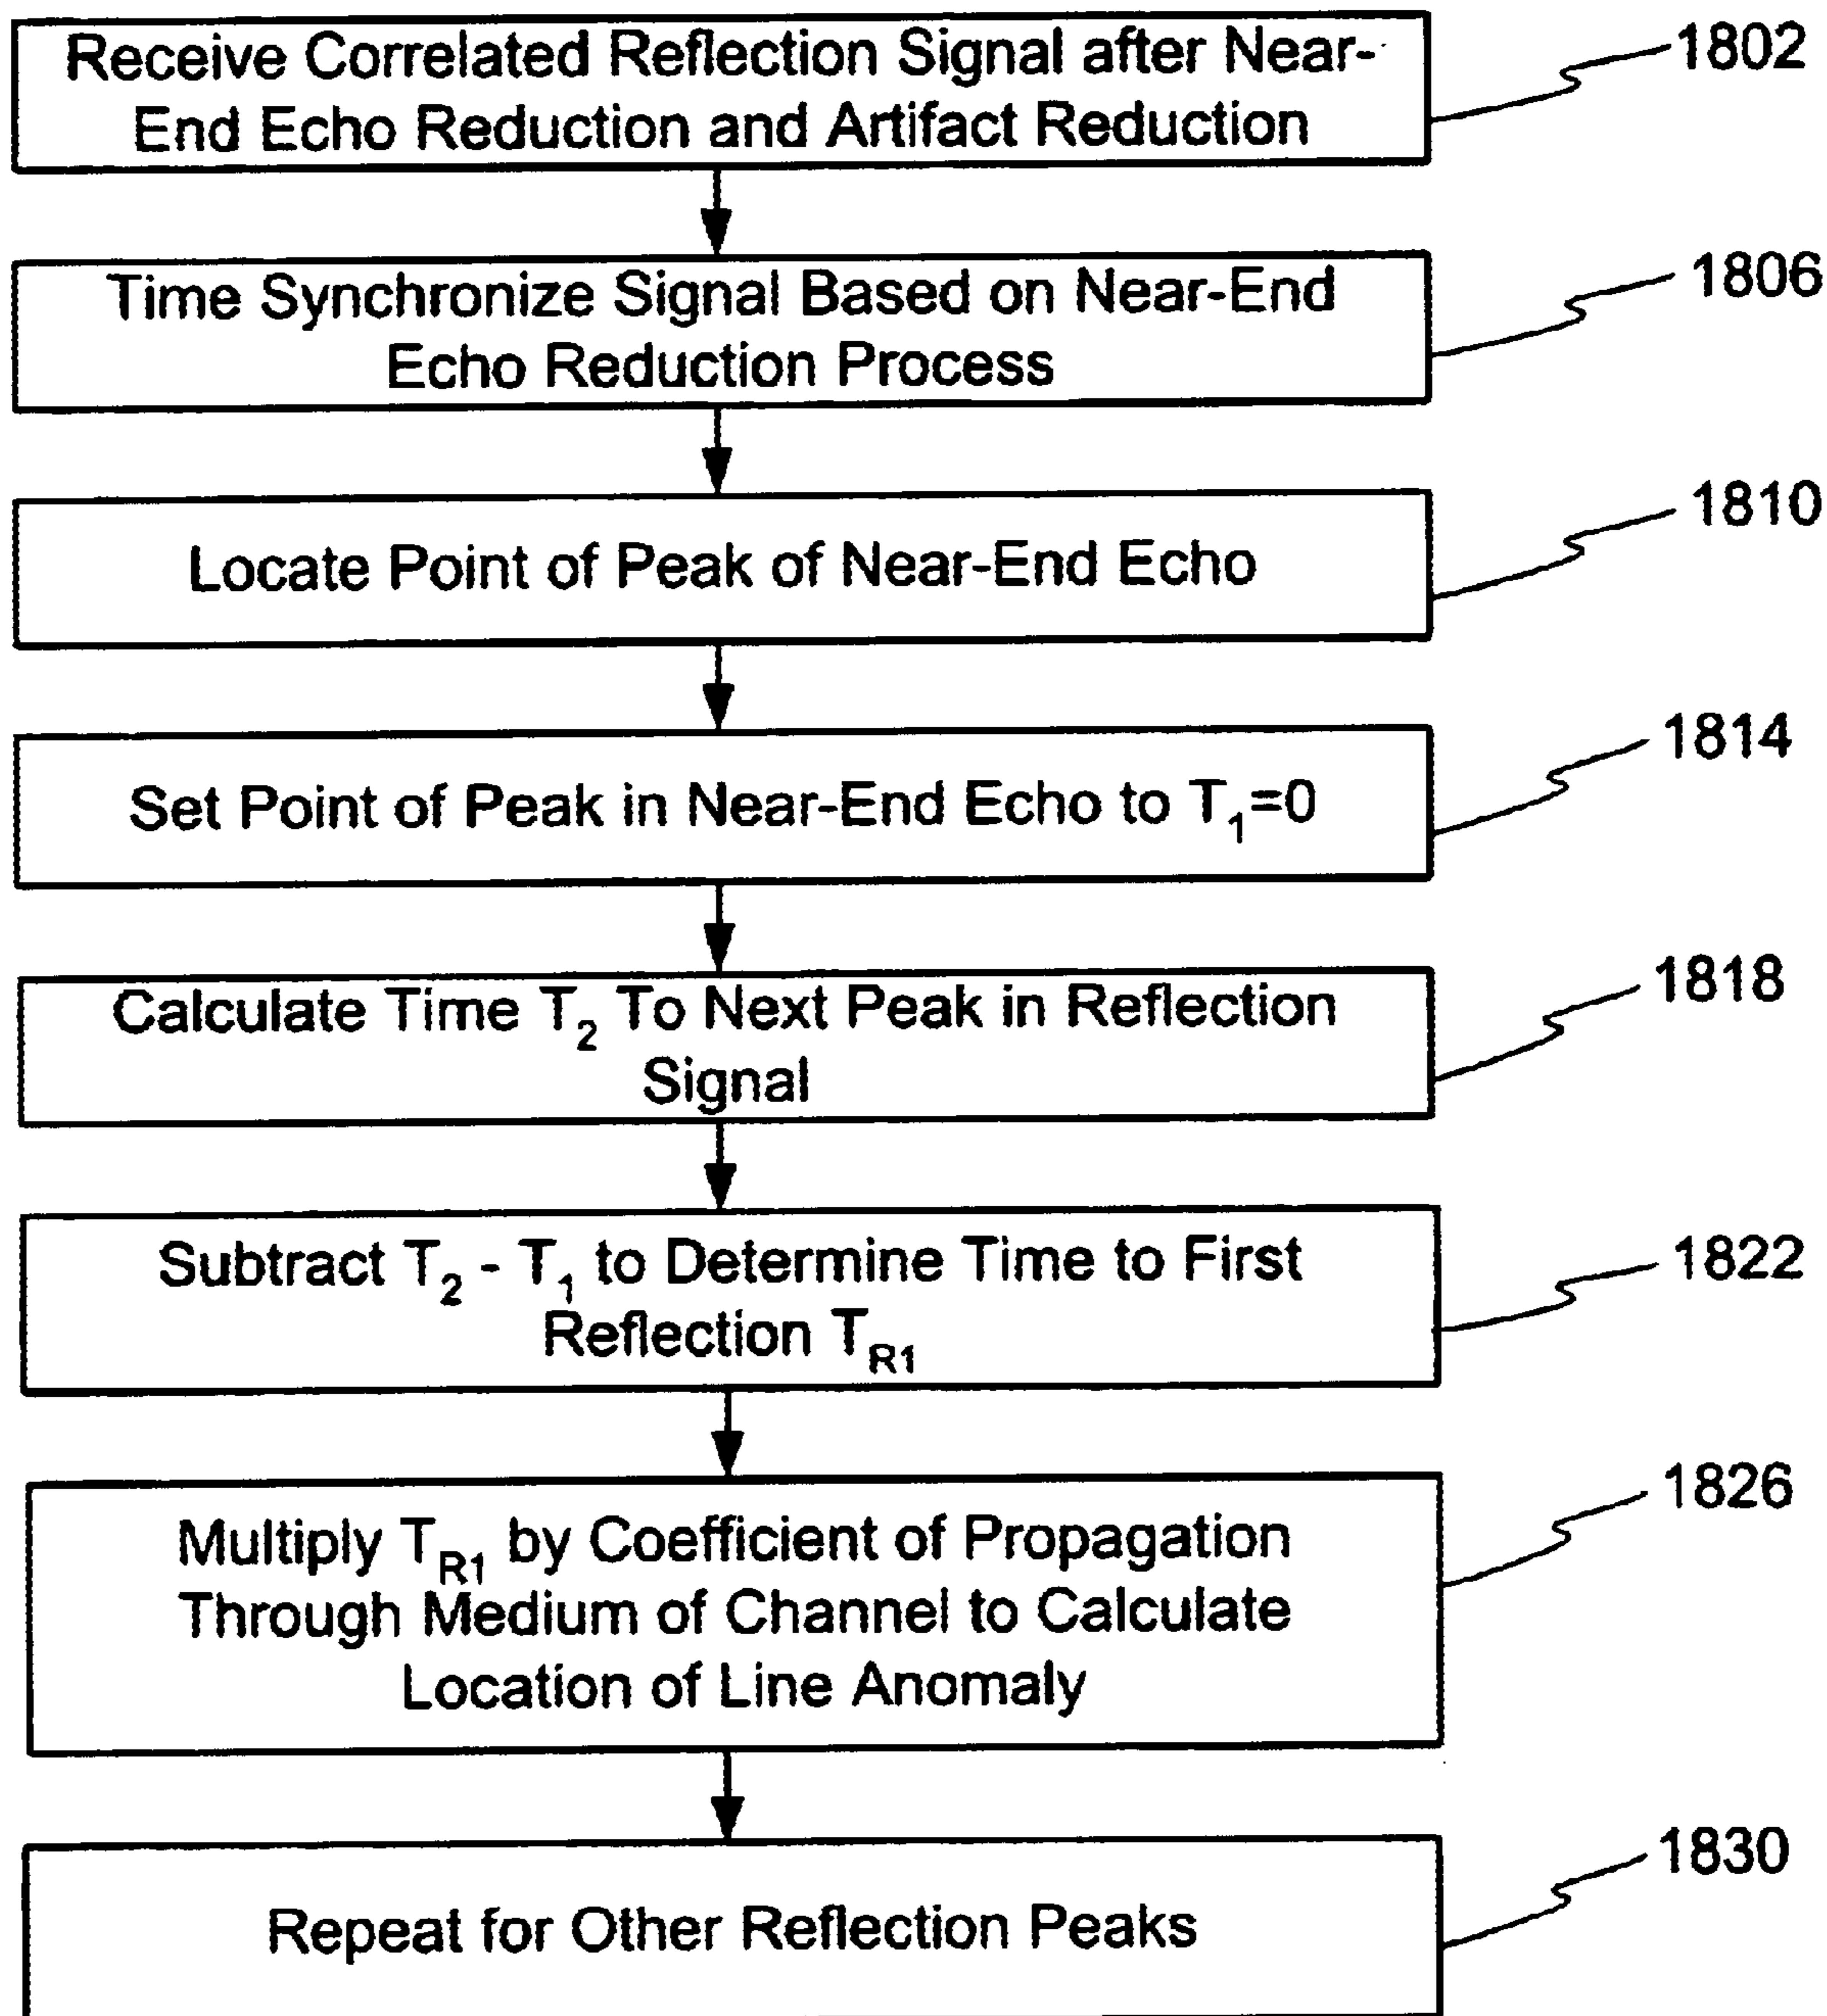 Receive Correlated Reflection Signal after Near-
End Echo Reduction and Artifact Reduction
1802
Time Synchronize Signal Based on Near-End
Echo Reduction Process
1806
Locate Point of Peak of Near-End Echo
1810
Set Point of Peak in Near-End Echo to T₁=0
1814
Calculate Time T₂ To Next Peak in Reflection
Signal
1818
Subtract T₂ - T₁ to Determine Time to First
Reflection T_R1
1822
Multiply T_R1 by Coefficient of Propagation
Through Medium of Channel to Calculate
Location of Line Anomaly
1826
Repeat for Other Reflection Peaks
1830